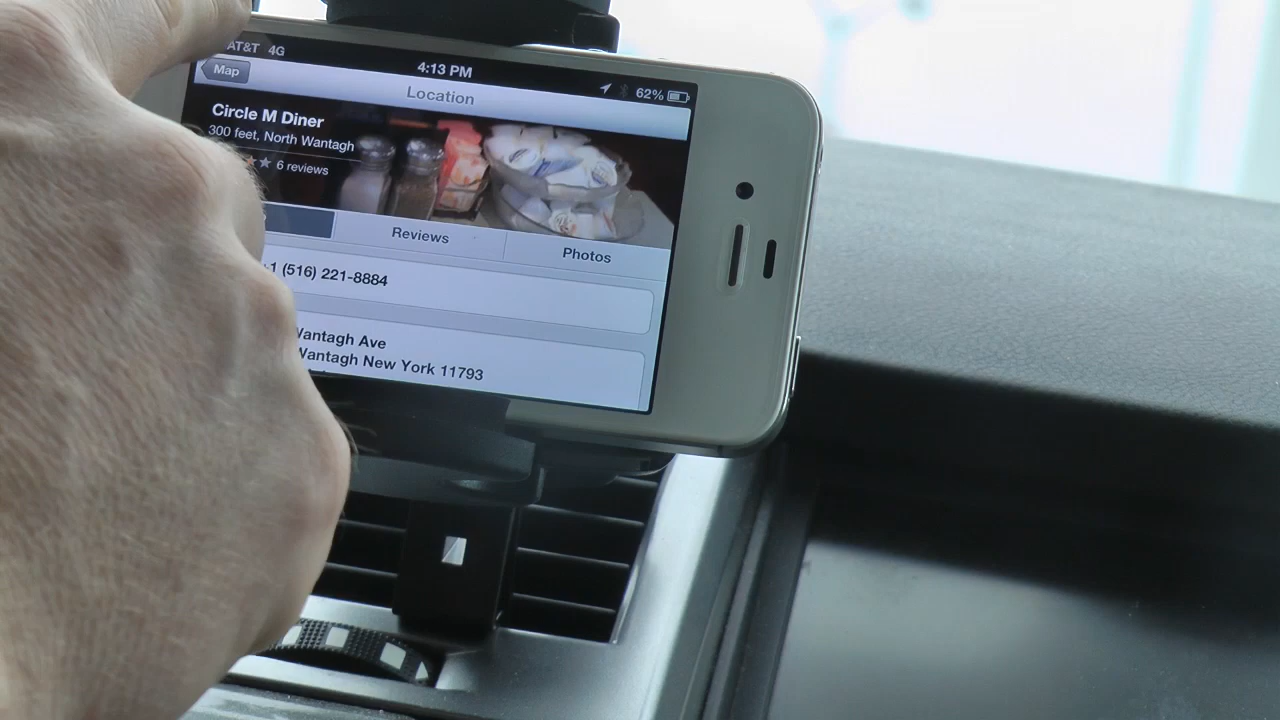 AT&T 4G
4:13 PM
62%
Map
Location
Circle M Diner
300 feet, North Wantagh
6 reviews
Reviews
Photos
(516) 221-8884
Wantagh Ave
Wantagh New York 11793